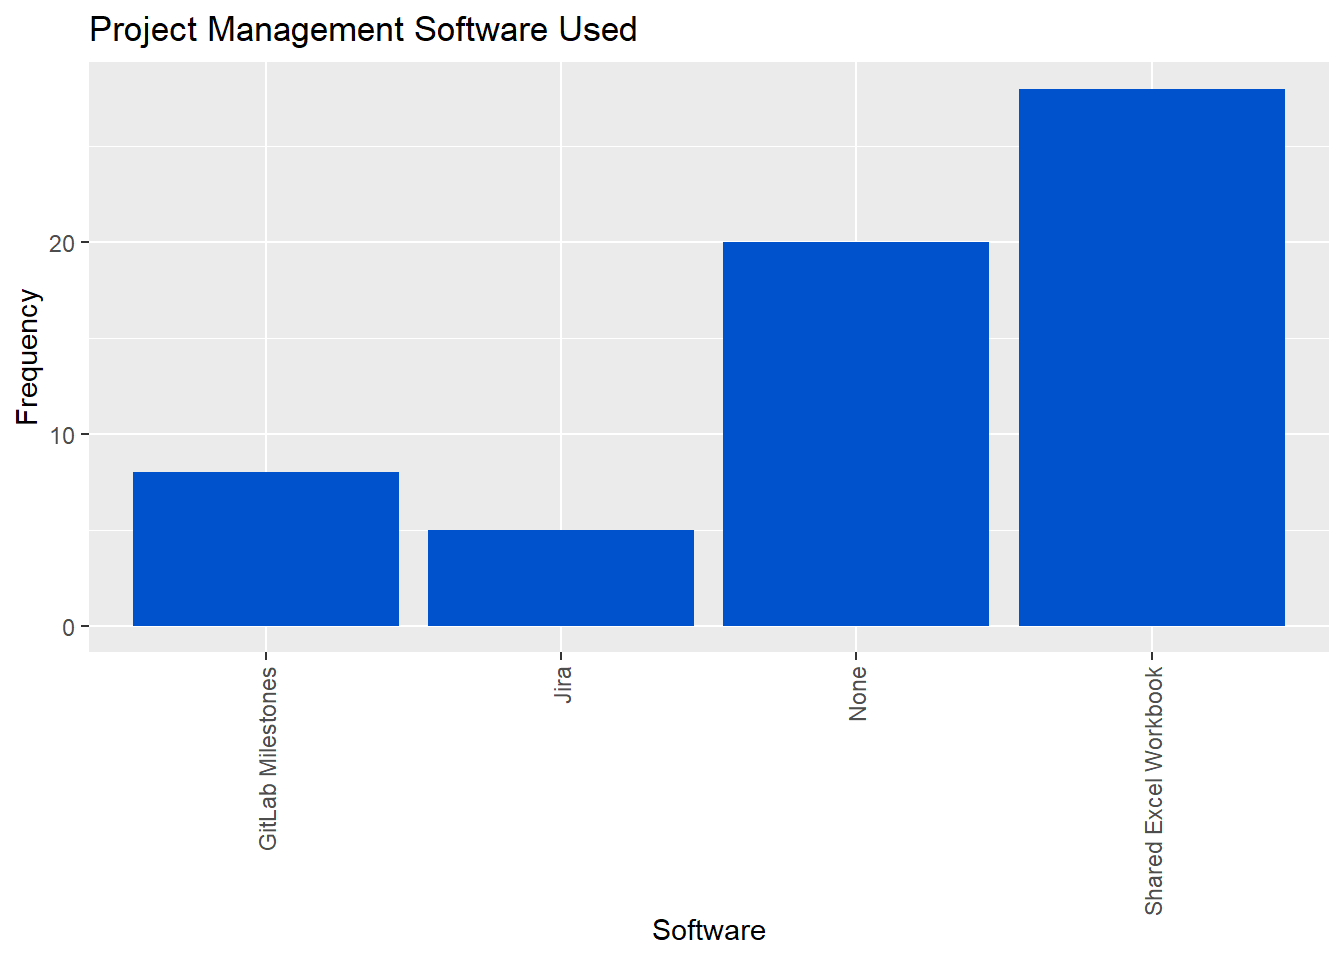 Project Management Software Used
Frequency
20
10
0
GitLab Milestones
Jira
None
Shared Excel Workbook
Software